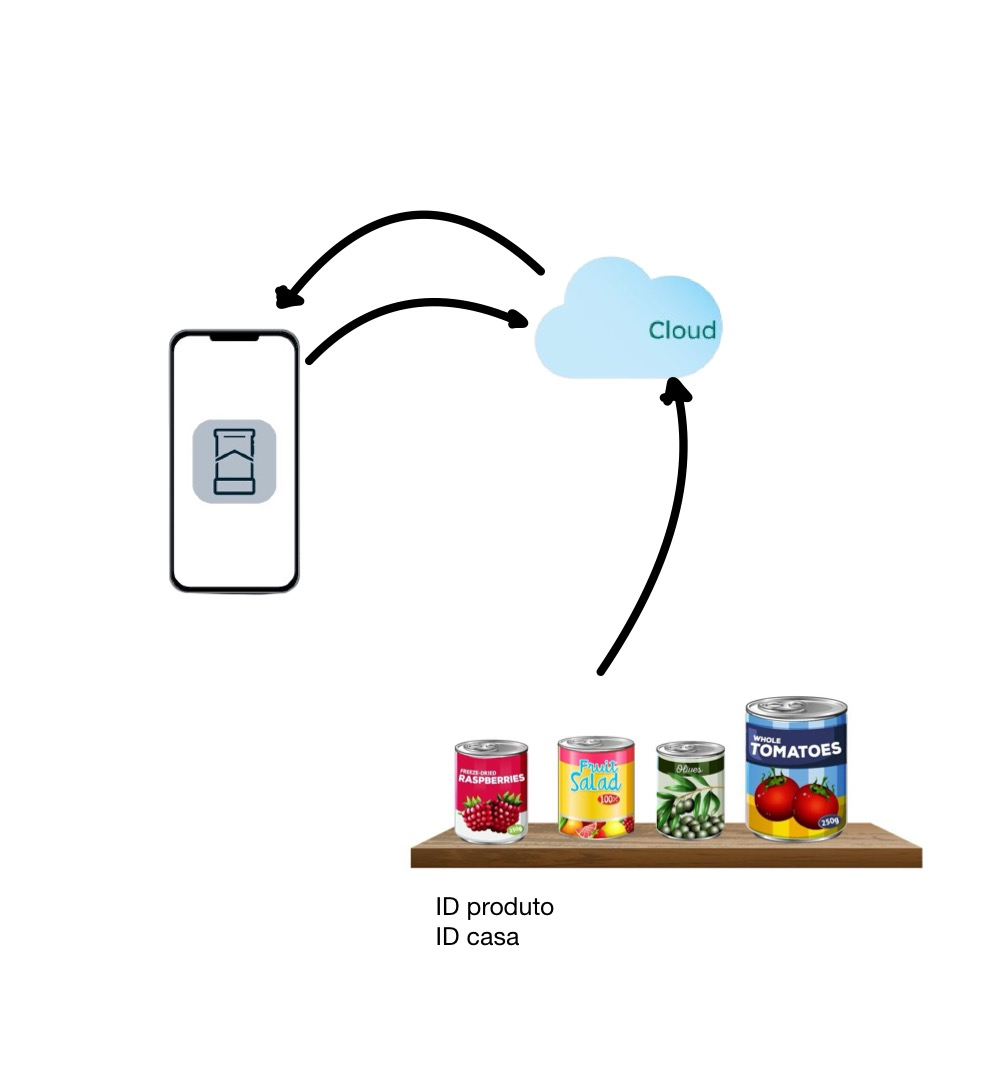 Cloud
FREEZE-DRIED
RASPBERRIES
Fruit
Salad
100%
Olives
WHOLE
TOMATOES
250g
ID produto
ID casa